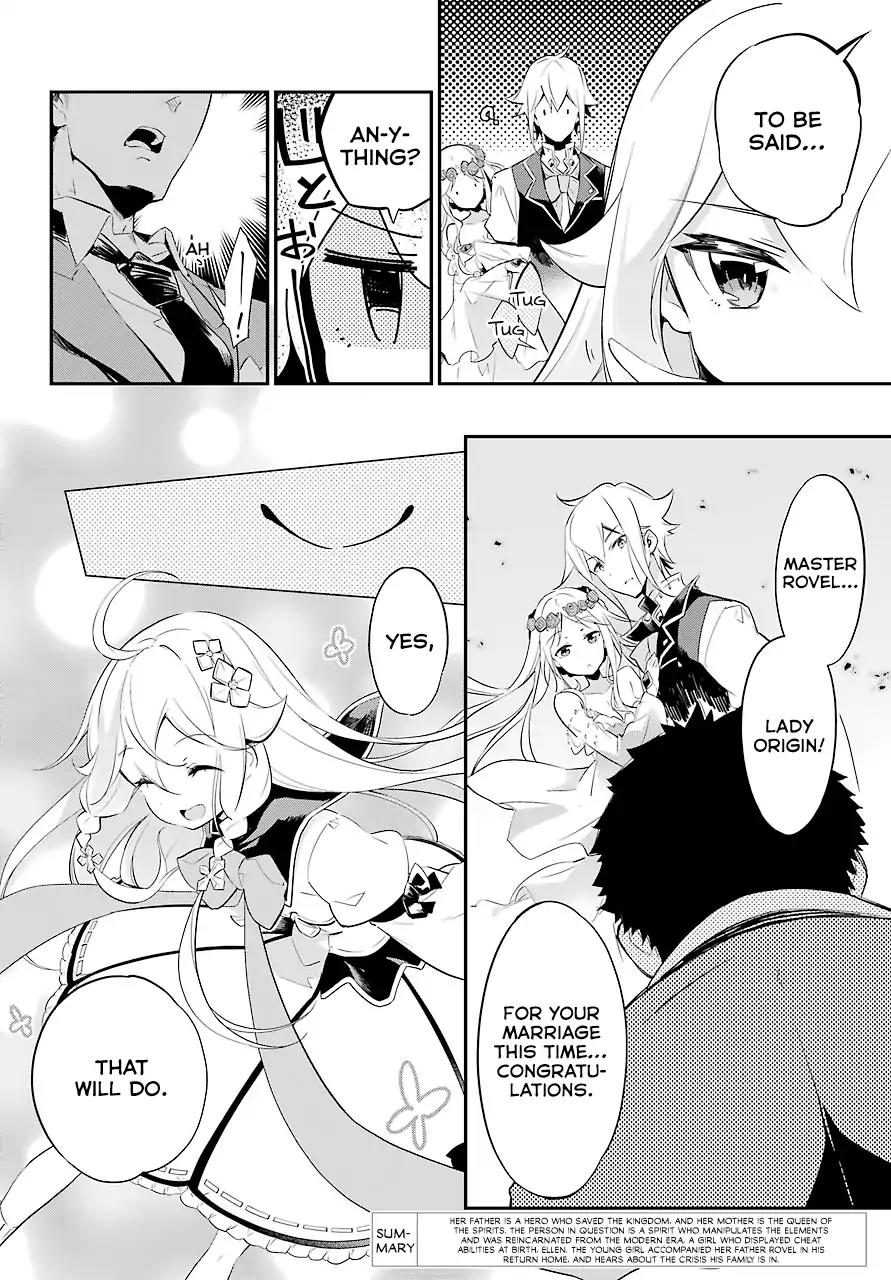 TO BE
SAID...
TUG
TUG
AN-Y-
THING?
じとお
AH
MASTER
ROVEL...
LADY
ORIGIN!
FOR YOUR
MARRIAGE
THIS TIME...
CONGRATU-
LATIONS.
YES,
THAT
WILL DO.
SUM-
MARY
HER FATHER IS A HERO WHO SAVED THE KINGDOM, AND HER MOTHER IS THE QUEEN OF
THE SPIRITS. THE PERSON IN QUESTION IS A SPIRIT WHO MANIPULATES THE ELEMENTS
AND WAS REINCARNATED FROM THE MODERN ERA. A GIRL WHO DISPLAYED CHEAT
ABILITIES AT BIRTH, ELLEN. THE YOUNG GIRL ACCOMPANIED HER FATHER ROVEL IN HIS
RETURN HOME, AND HEARS ABOUT THE CRISIS HIS FAMILY IS IN.